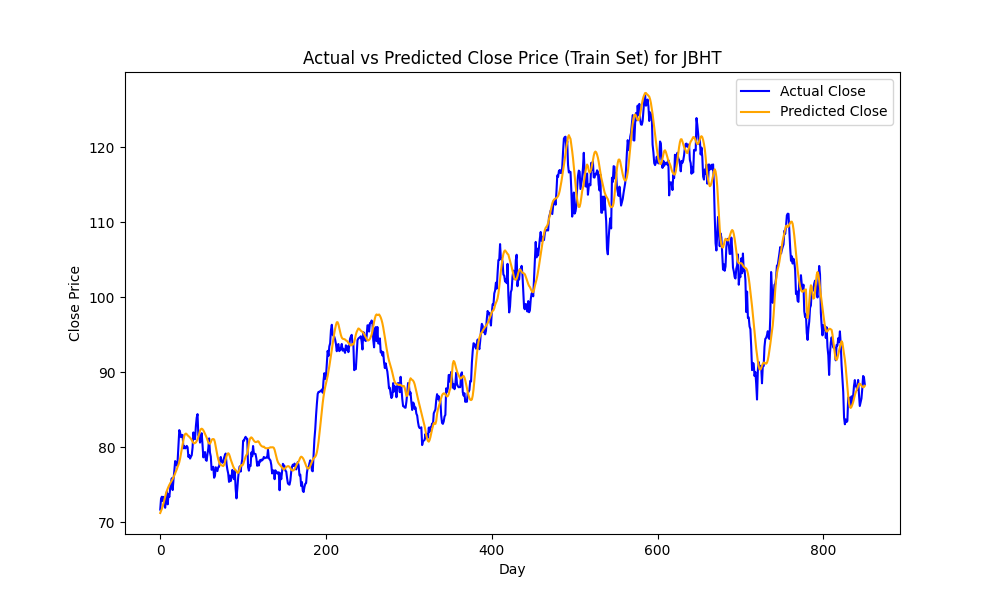 Actual vs Predicted Close Price (Train Set) for JBHT
Actual Close
Predicted Close
Close Price
120
110
100
90
80
70
0
200
400
600
800
Day